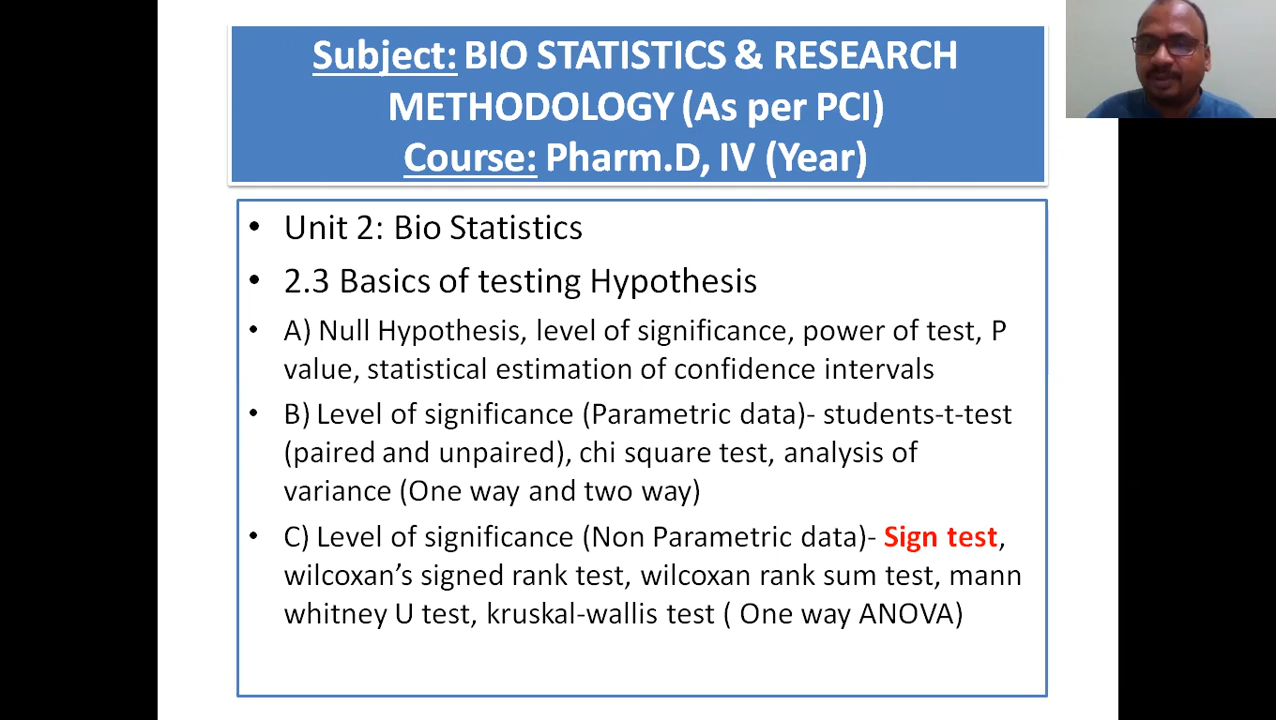 Subject: BIO STATISTICS & RESEARCH
METHODOLOGY (As per PCI)
Course: Pharm.D, IV (Year)
• Unit 2: Bio Statistics
• 2.3 Basics of testing Hypothesis
• A) Null Hypothesis, level of significance, power of test, P
value, statistical estimation of confidence intervals
• B) Level of significance (Parametric data)- students-t-test
(paired and unpaired), chi square test, analysis of
variance (One way and two way)
• C) Level of significance (Non Parametric data)- Sign test,
wilcoxan’s signed rank test, wilcoxan rank sum test, mann
whitney U test, kruskal-wallis test ( One way ANOVA)